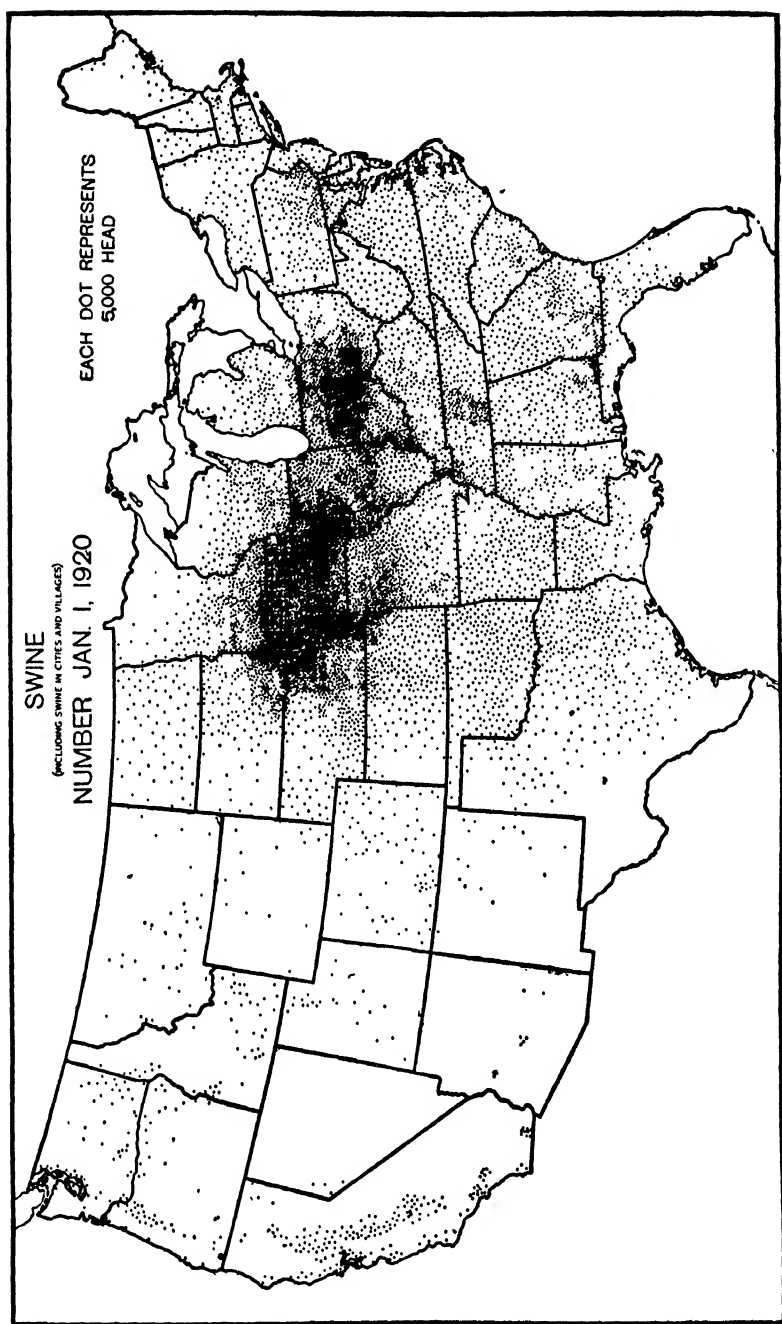 SWINE
(INCLUDING SWINE IN CITIES AND VILLAGES)
NUMBER JAN. 1, 1920
EACH DOT REPRESENTS
5,000 HEAD